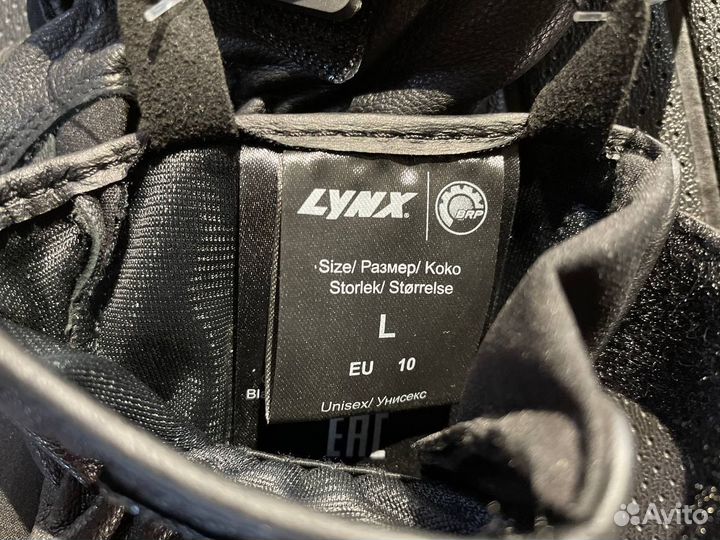 LYNX
BRP
Size/ Размер/ Koko
Storlek/ Størrelse
L
EU 10
Unisex/ Унисекс
EAC
Avito